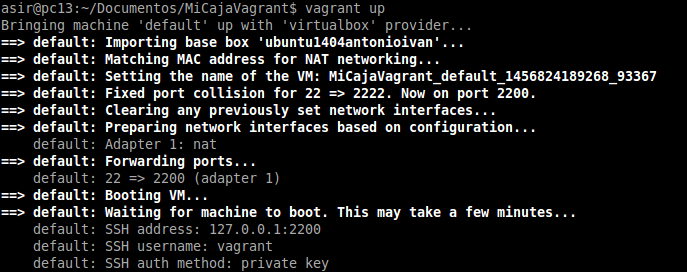 asir@pc13:~/Documentos/MiCajaVagrant$ vagrant up
Bringing machine 'default' up with 'virtualbox' provider...
==> default: Importing base box 'ubuntu1404antonioivan'...
==> default: Matching MAC address for NAT networking...
==> default: Setting the name of the VM: MiCajaVagrant_default_1456824189268_93367
==> default: Fixed port collision for 22 => 2222. Now on port 2200.
==> default: Clearing any previously set network interfaces...
==> default: Preparing network interfaces based on configuration...
    default: Adapter 1: nat
==> default: Forwarding ports...
    default: 22 => 2200 (adapter 1)
==> default: Booting VM...
==> default: Waiting for machine to boot. This may take a few minutes...
    default: SSH address: 127.0.0.1:2200
    default: SSH username: vagrant
    default: SSH auth method: private key